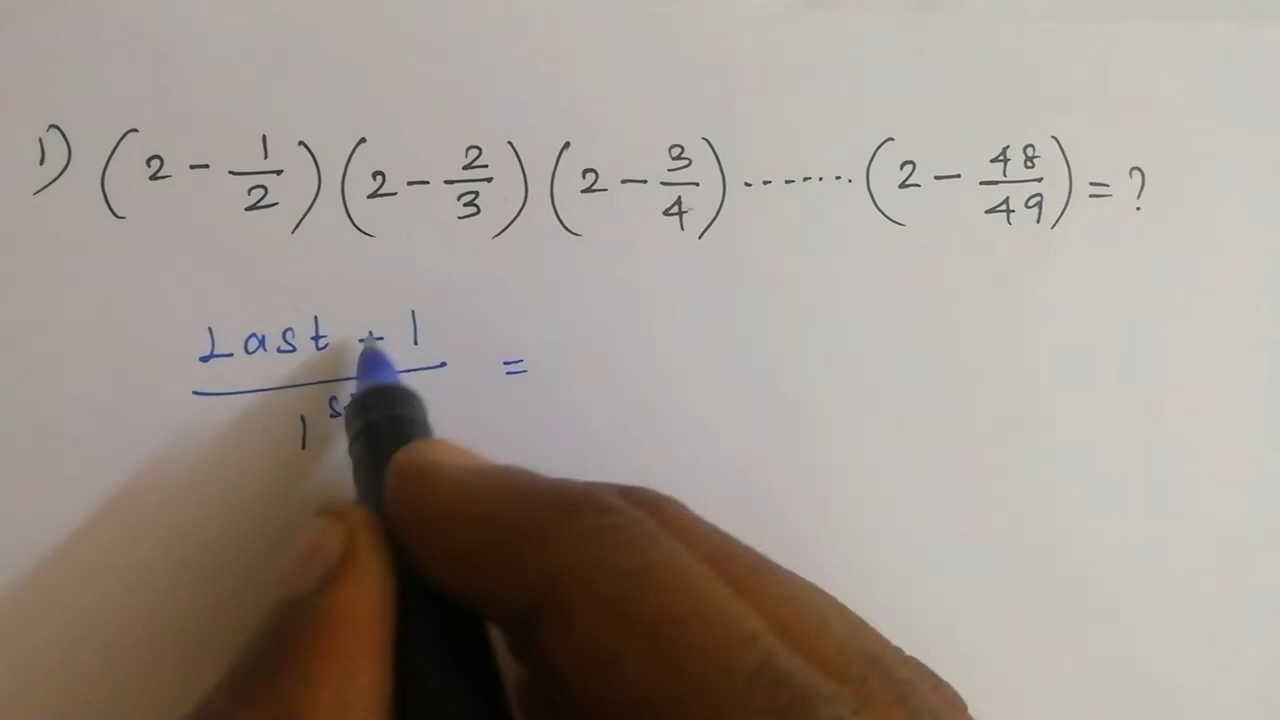 1) (2 - 1/2) (2 - 2/3) (2 - 3/4) ....... (2 - 48/49) = ?
Last + 1
=
1